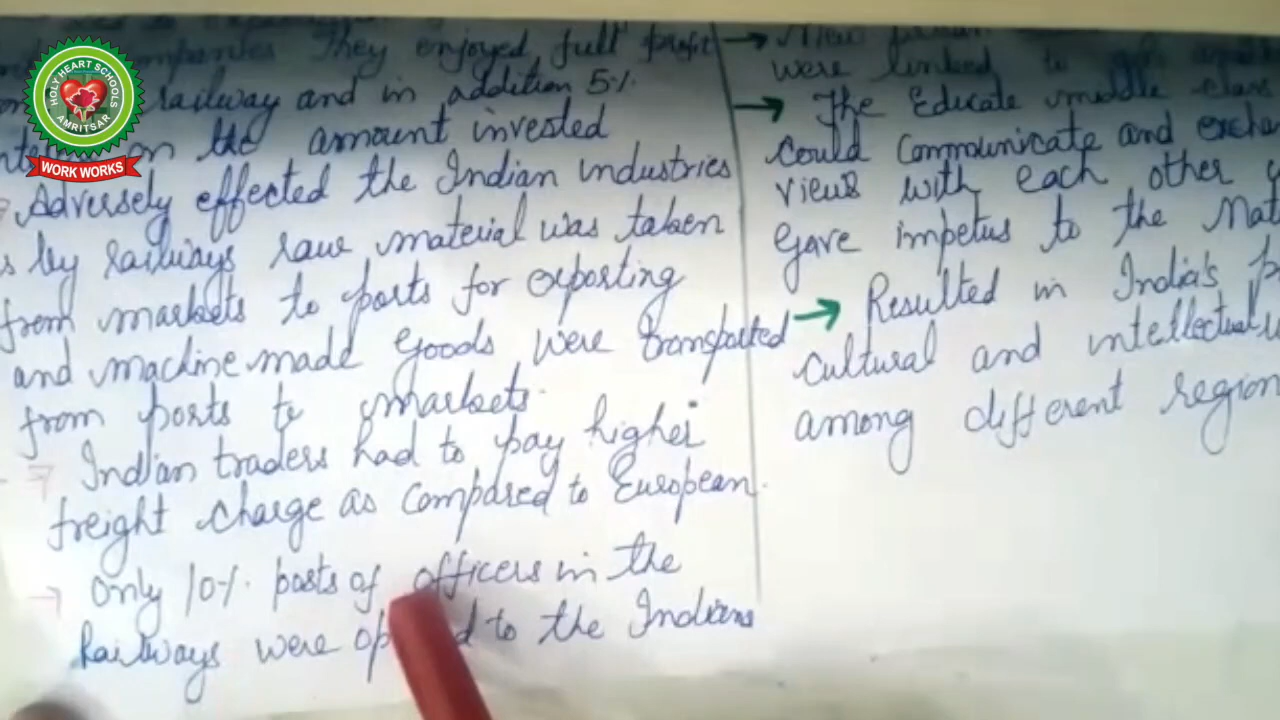 HOLY HEART SCHOOLS
AMRITSAR
WORK WORKS
companies They enjoyed full profit
railway and in addition 5%
on the amount invested
Adversely effected the Indian industries
s by railways raw material was taken
from markets to ports for exporting
and machine made goods were transported
from ports to markets.
Indian traders had to pay higher
freight charge as compared to European.
→ Only 10% posts of officers in the
Railways were op d to the Indians
→
were linked to
→ The Educate middle class
could communicate and excha
views with each other
gave impetus to the Nat
→ Resulted in India's p
cultural and intellectual u
among different region